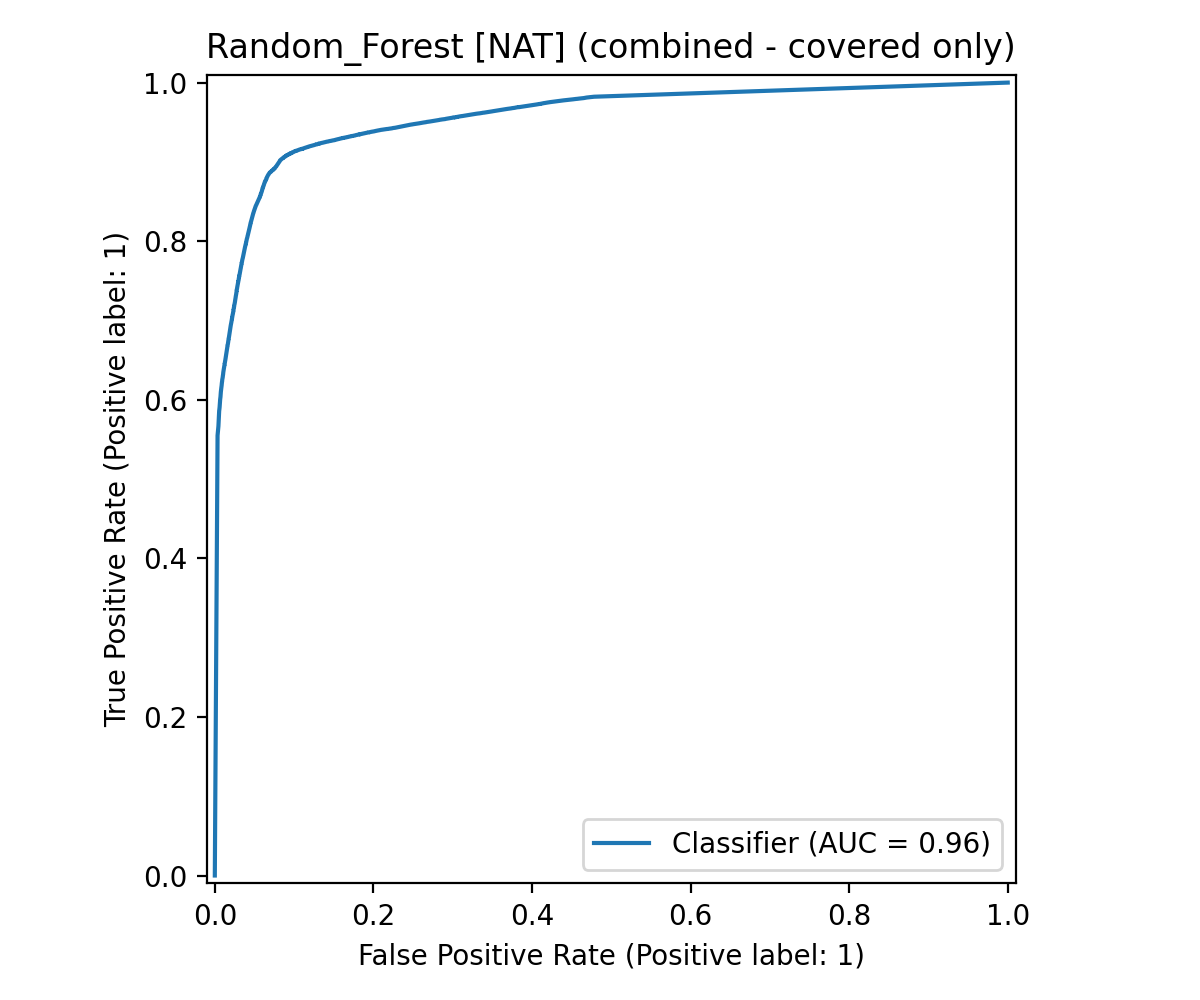 Random_Forest [NAT] (combined - covered only)
True Positive Rate (Positive label: 1)
1.0
0.8
0.6
0.4
0.2
0.0
Classifier (AUC = 0.96)
0.0 0.2 0.4 0.6 0.8 1.0
False Positive Rate (Positive label: 1)